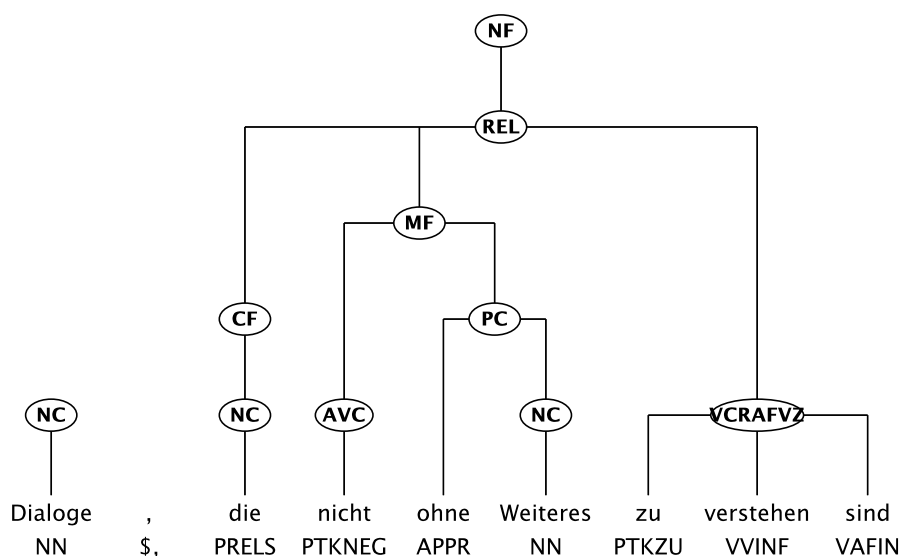 NF
REL
MF
CF PC
NC NC AVC NC VCRAFVZ
Dialoge , die nicht ohne Weiteres zu verstehen sind
NN $, PRELS PTKNEG APPR NN PTKZU VVINF VAFIN